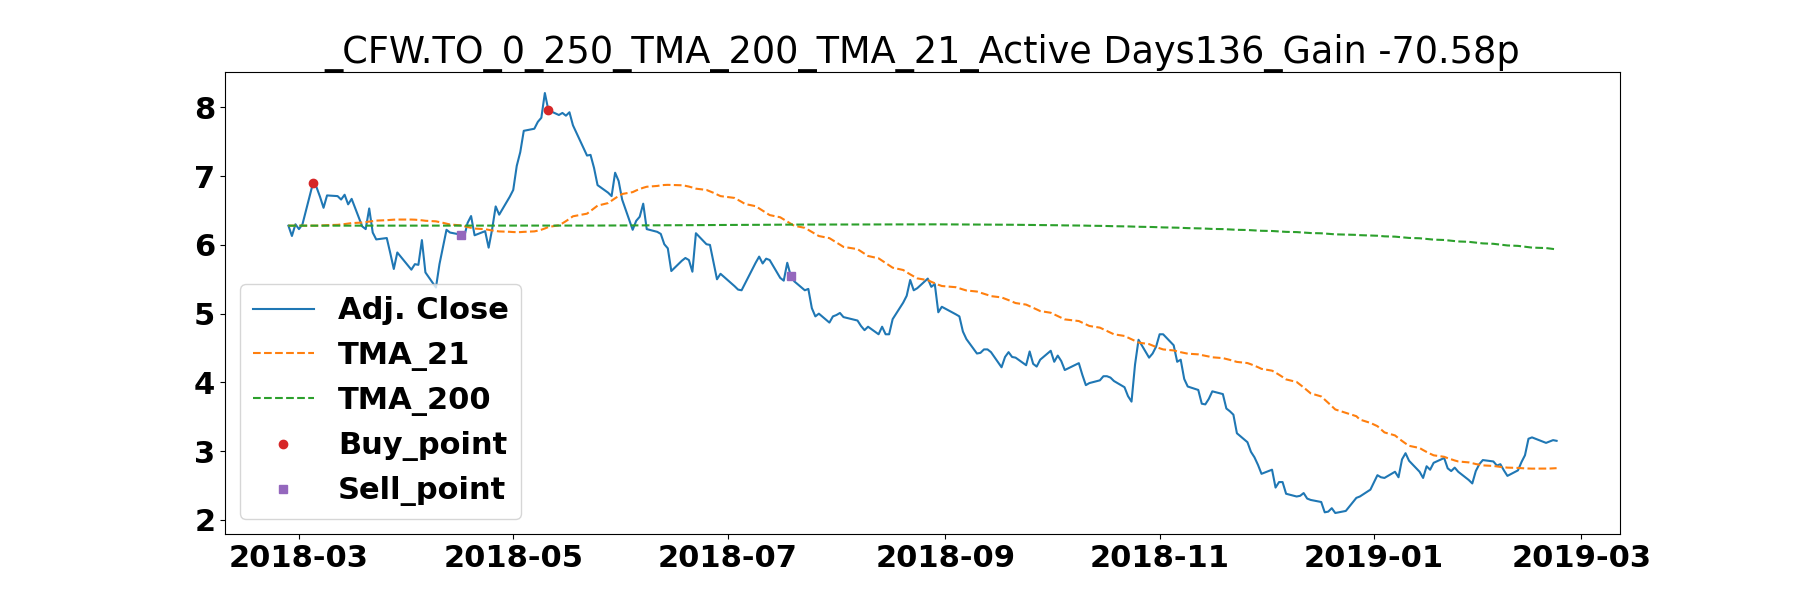 _CFW.TO_0_250_TMA_200_TMA_21_Active Days136_Gain -70.58p
8
7
6
5
4
3
2
Adj. Close
TMA_21
TMA_200
Buy_point
Sell_point
2018-03 2018-05 2018-07 2018-09 2018-11 2019-01 2019-03